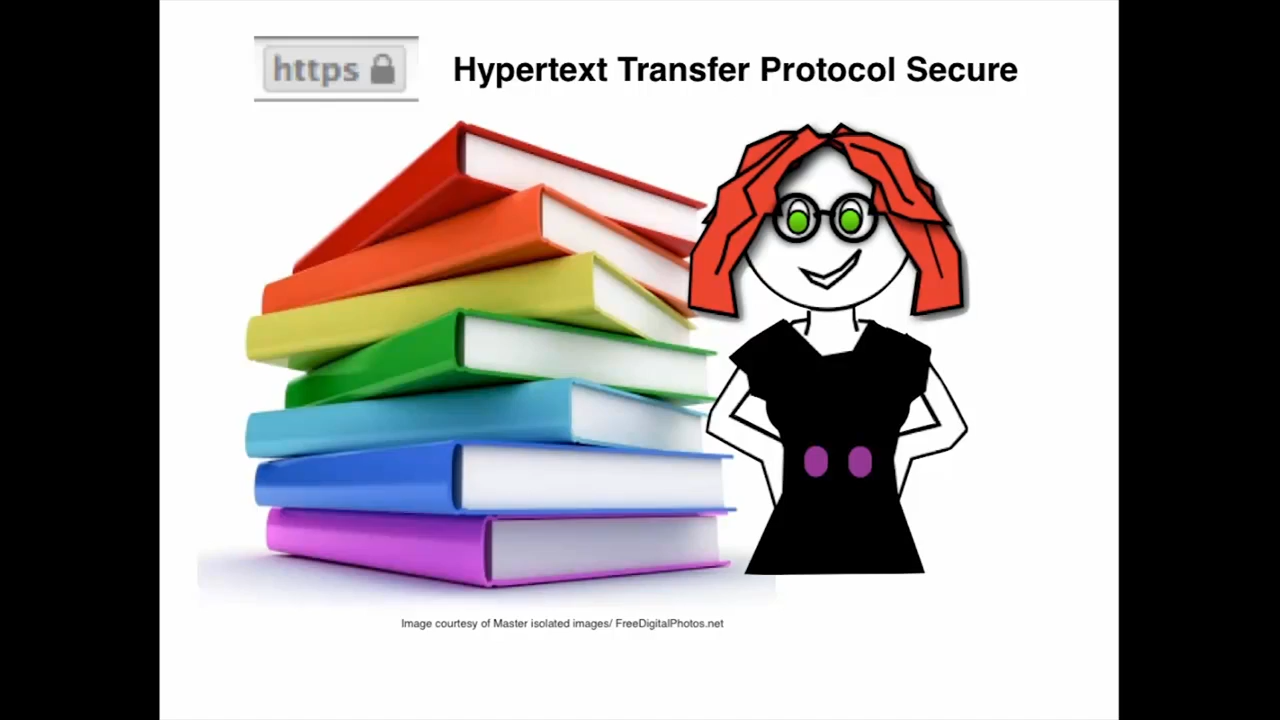 https
Hypertext Transfer Protocol Secure
Image courtesy of Master isolated images/ FreeDigitalPhotos.net